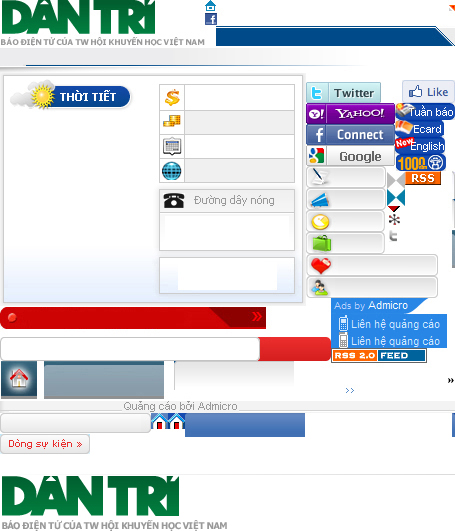 DÂN TRÍ
BÁO ĐIỆN TỬ CỦA TW HỘI KHUYẾN HỌC VIỆT NAM
THỜI TIẾT
Twitter
Like
Y! YAHOO!
Tuần báo
Connect
Ecard
Google
New English
1000
RSS
Đường dây nóng
Ads by Admicro
Liên hệ quảng cáo
Liên hệ quảng cáo
RSS 2.0 FEED
Quảng cáo bởi Admicro
Dòng sự kiện »
DÂN TRÍ
BÁO ĐIỆN TỬ CỦA TW HỘI KHUYẾN HỌC VIỆT NAM